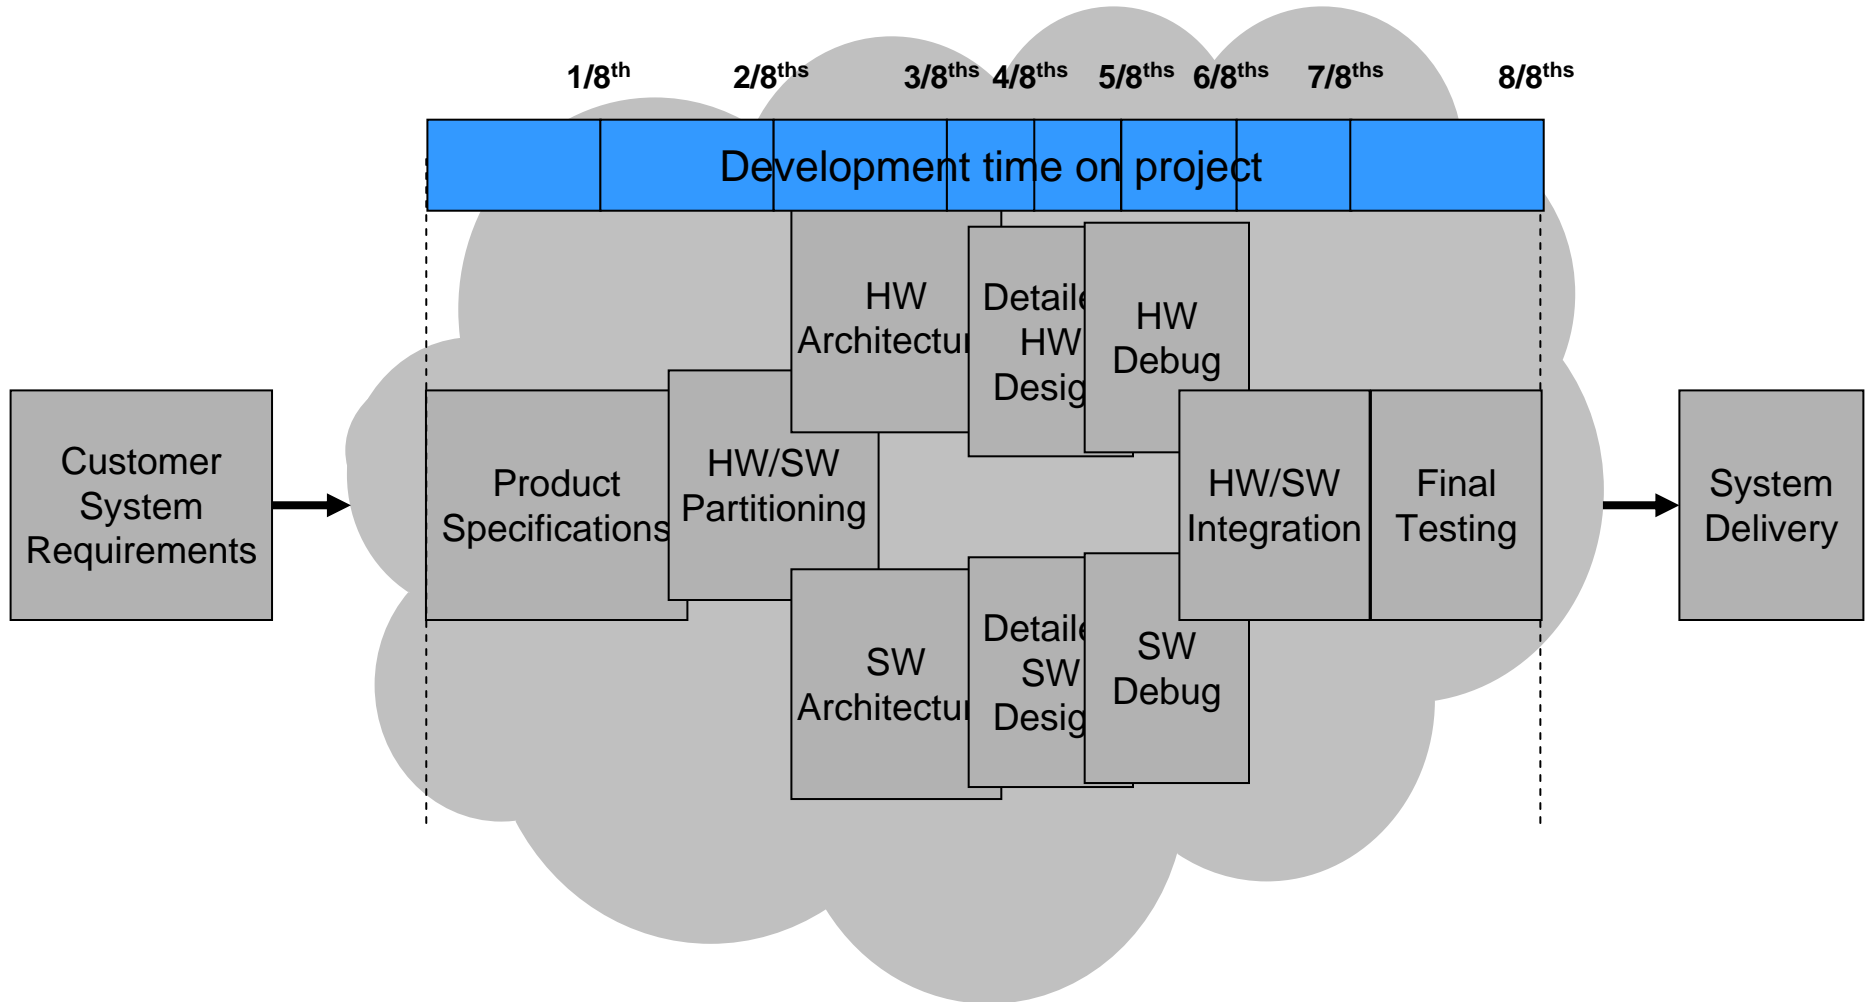 1/8th 2/8ths 3/8ths 4/8ths 5/8ths 6/8ths 7/8ths 8/8ths
Development time on project
Customer
System
Requirements
Product
Specifications
HW/SW
Partitioning
HW
Architectur
Detaile
HW
Desig
HW
Debug
SW
Architectur
Detaile
SW
Desig
SW
Debug
HW/SW
Integration
Final
Testing
System
Delivery